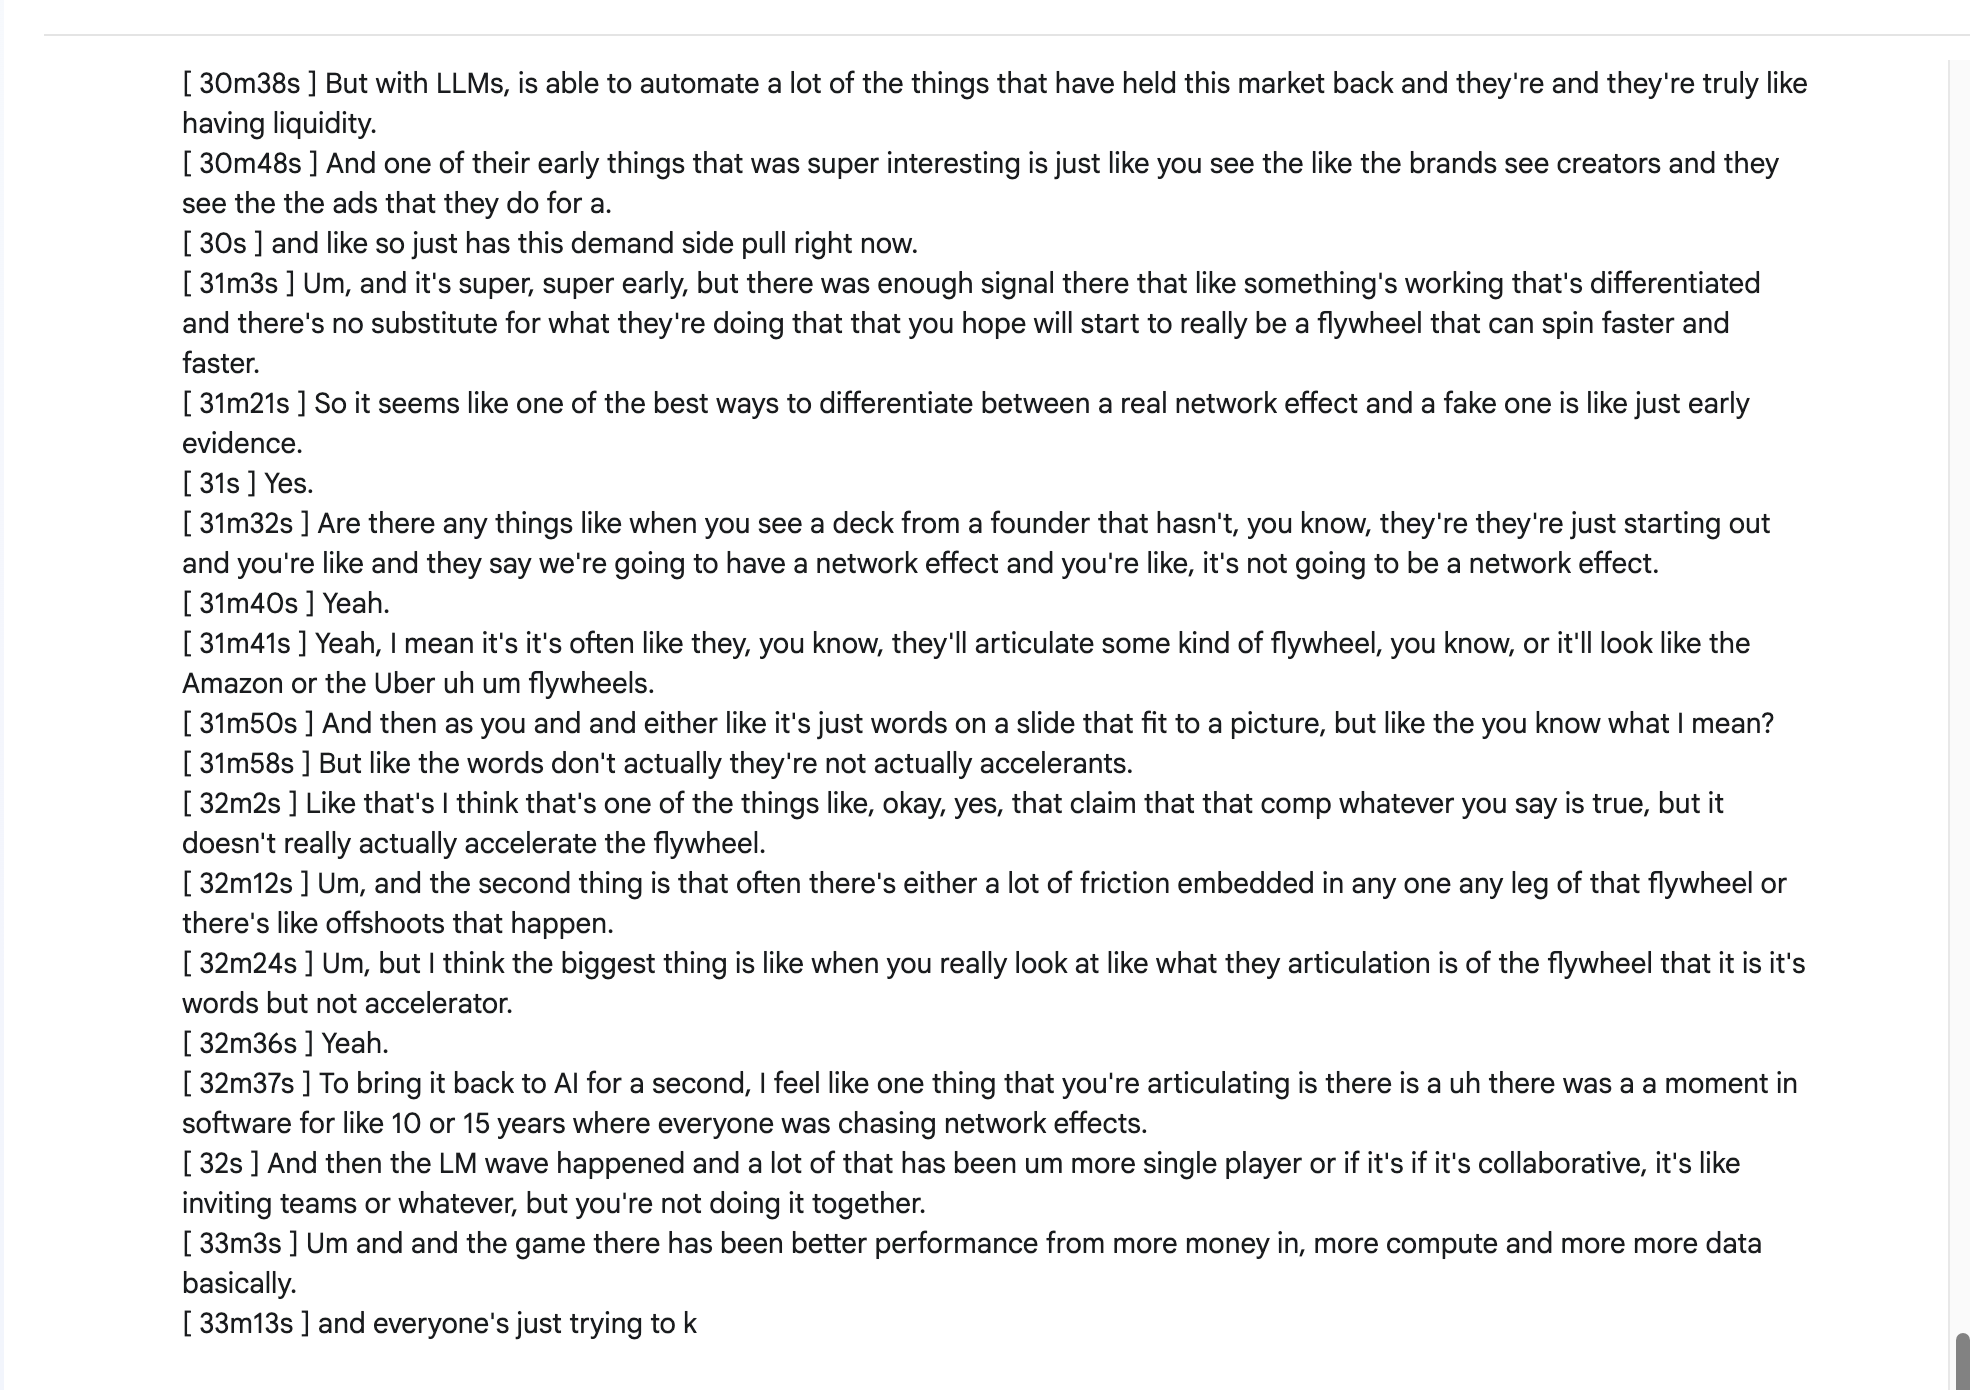 [ 30m38s ] But with LLMs, is able to automate a lot of the things that have held this market back and they're and they're truly like
having liquidity.
[ 30m48s ] And one of their early things that was super interesting is just like you see the like the brands see creators and they
see the the ads that they do for a.
[ 30s ] and like so just has this demand side pull right now.
[ 31m3s ] Um, and it's super, super early, but there was enough signal there that like something's working that's differentiated
and there's no substitute for what they're doing that that you hope will start to really be a flywheel that can spin faster and
faster.
[ 31m21s ] So it seems like one of the best ways to differentiate between a real network effect and a fake one is like just early
evidence.
[ 31s ] Yes.
[ 31m32s ] Are there any things like when you see a deck from a founder that hasn't, you know, they're they're just starting out
and you're like and they say we're going to have a network effect and you're like, it's not going to be a network effect.
[ 31m40s ] Yeah.
[ 31m41s ] Yeah, I mean it's it's often like they, you know, they'll articulate some kind of flywheel, you know, or it'll look like the
Amazon or the Uber uh um flywheels.
[ 31m50s ] And then as you and and either like it's just words on a slide that fit to a picture, but like the you know what I mean?
[ 31m58s ] But like the words don't actually they're not actually accelerants.
[ 32m2s ] Like that's I think that's one of the things like, okay, yes, that claim that that comp whatever you say is true, but it
doesn't really actually accelerate the flywheel.
[ 32m12s ] Um, and the second thing is that often there's either a lot of friction embedded in any one any leg of that flywheel or
there's like offshoots that happen.
[ 32m24s ] Um, but I think the biggest thing is like when you really look at like what they articulation is of the flywheel that it is it's
words but not accelerator.
[ 32m36s ] Yeah.
[ 32m37s ] To bring it back to AI for a second, I feel like one thing that you're articulating is there is a uh there was a a moment in
software for like 10 or 15 years where everyone was chasing network effects.
[ 32s ] And then the LM wave happened and a lot of that has been um more single player or if it's if it's collaborative, it's like
inviting teams or whatever, but you're not doing it together.
[ 33m3s ] Um and and the game there has been better performance from more money in, more compute and more more data
basically.
[ 33m13s ] and everyone's just trying to k